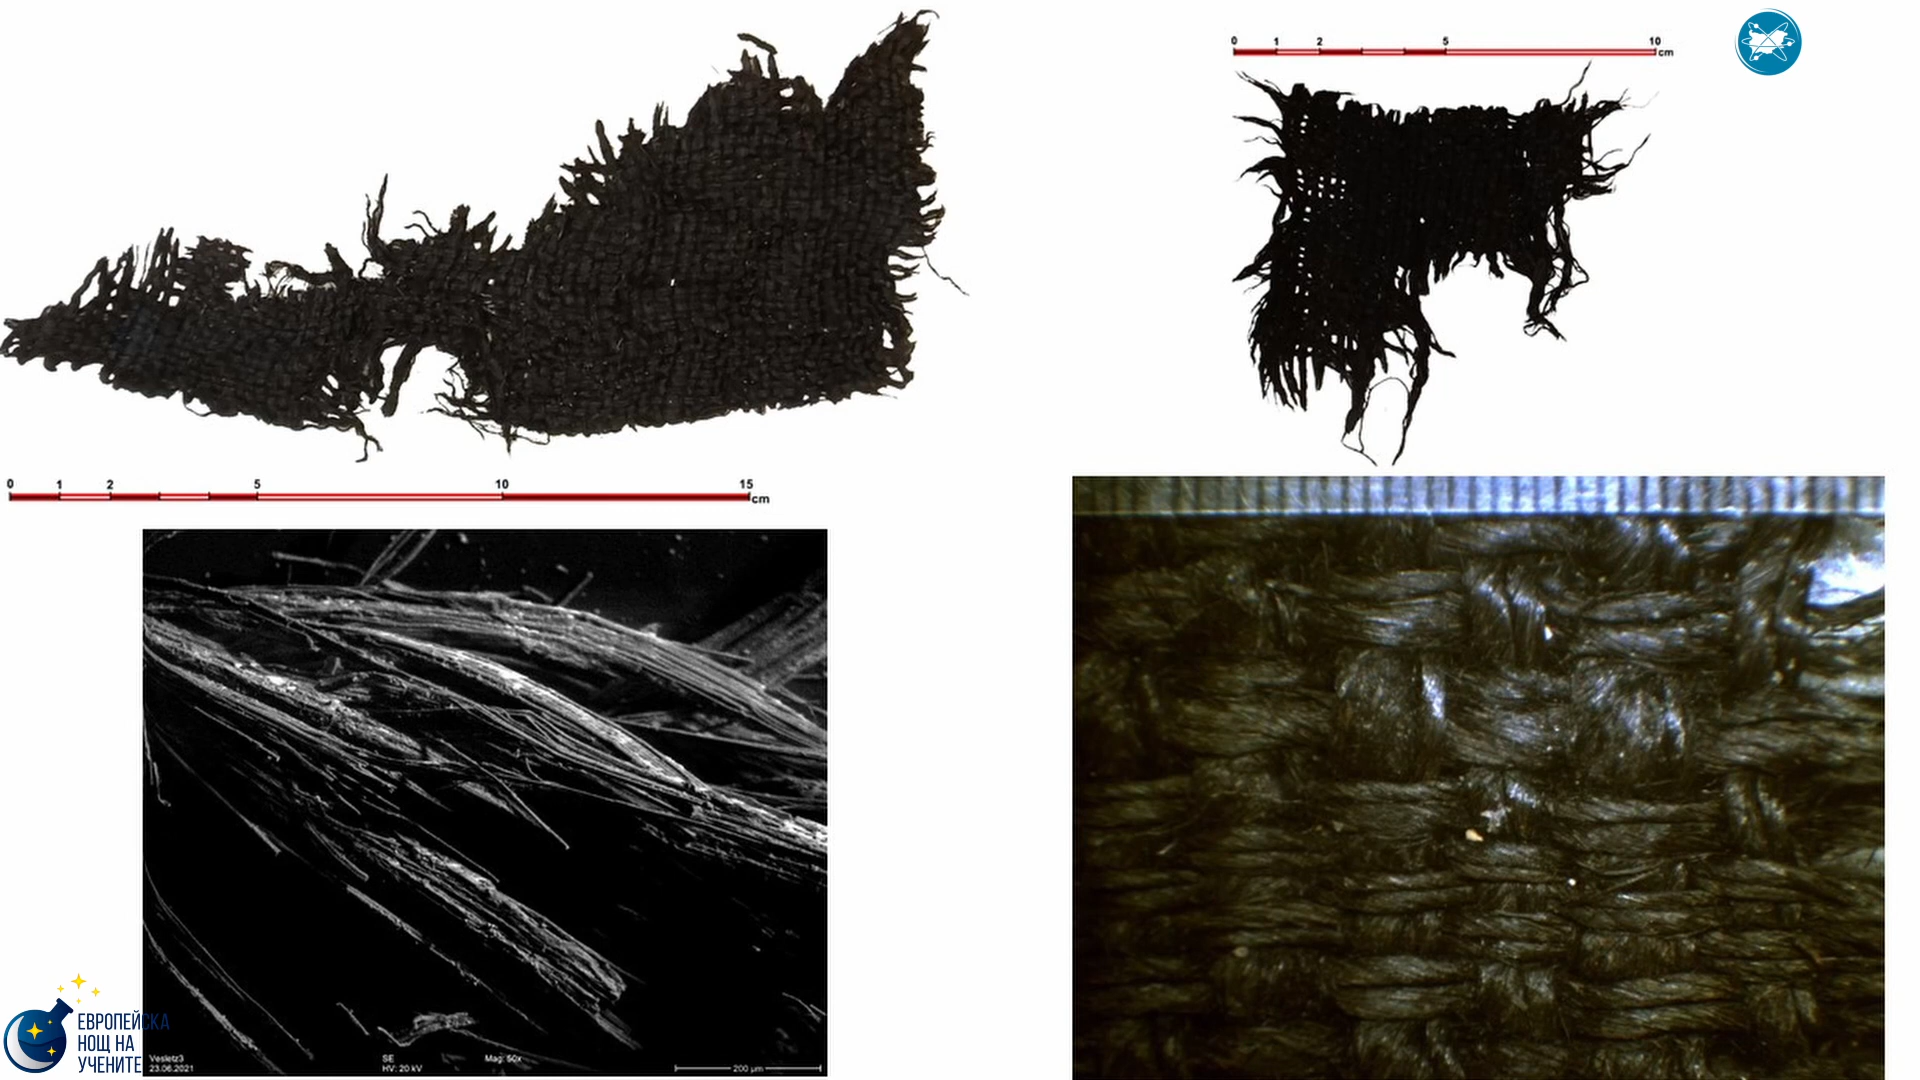 0 1 2 5 10 cm
0 1 2 5 10 15 cm
Vesletz3 SE Mag: 50x
23.06.2021 HV: 20 kV 200 µm
ЕВРОПЕЙСКА
НОЩ НА
УЧЕНИТЕ